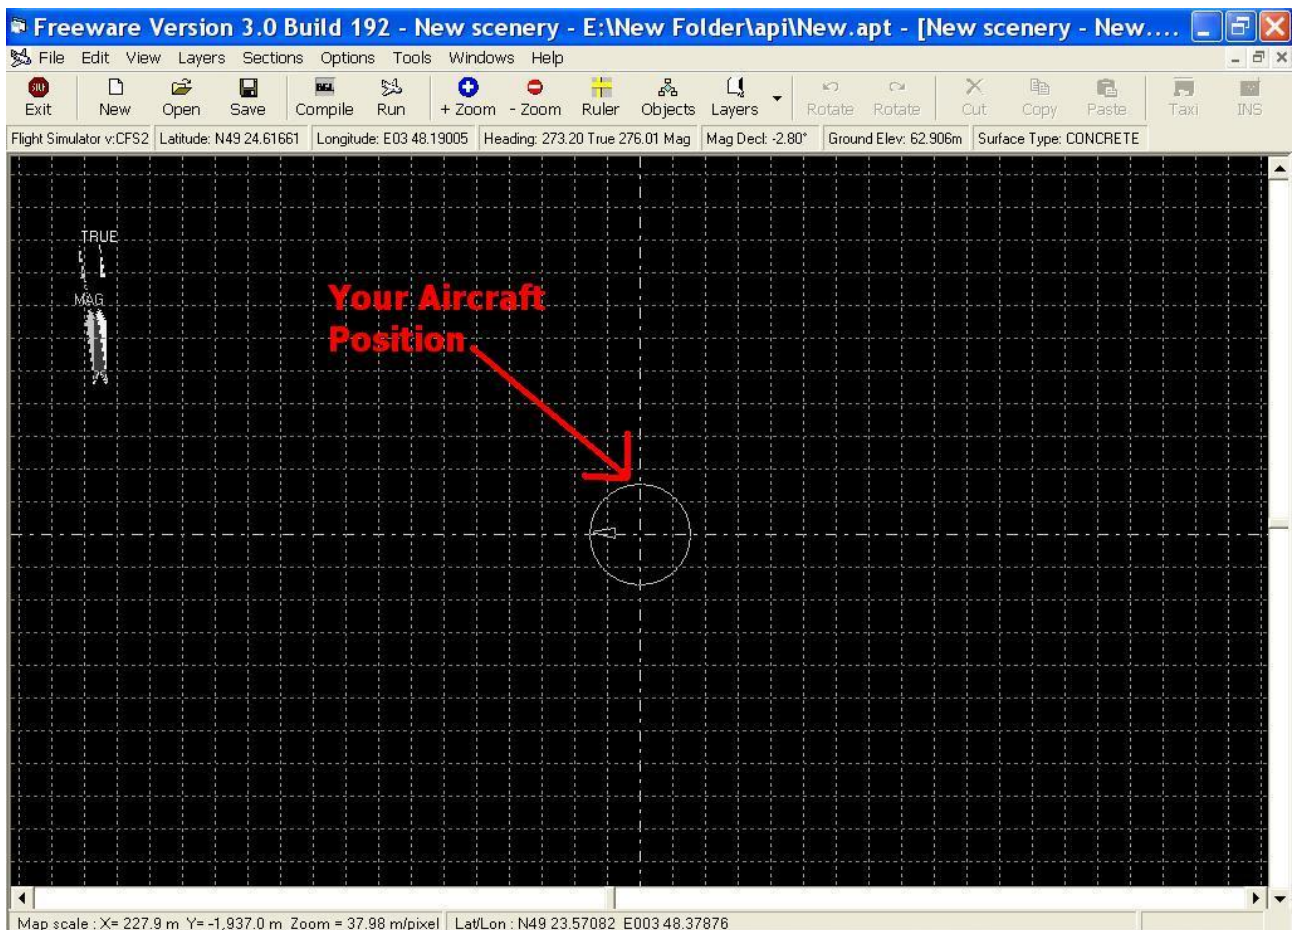 Freeware Version 3.0 Build 192 - New scenery - E:\New Folder\api\New.apt - [New scenery - New....
File Edit View Layers Sections Options Tools Windows Help
Exit New Open Save Compile Run + Zoom - Zoom Ruler Objects Layers Rotate Rotate Cut Copy Paste Taxi INS
Flight Simulator v:CFS2 Latitude: N49 24.61661 Longitude: E03 48.19005 Heading: 273.20 True 276.01 Mag Mag Decl: -2.80° Ground Elev: 62.906m Surface Type: CONCRETE
TRUE
MAG
Your Aircraft
Position
Map scale : X= 227.9 m Y= -1,937.0 m Zoom = 37.98 m/pixel Lat/Lon : N49 23.57082 E003 48.37876